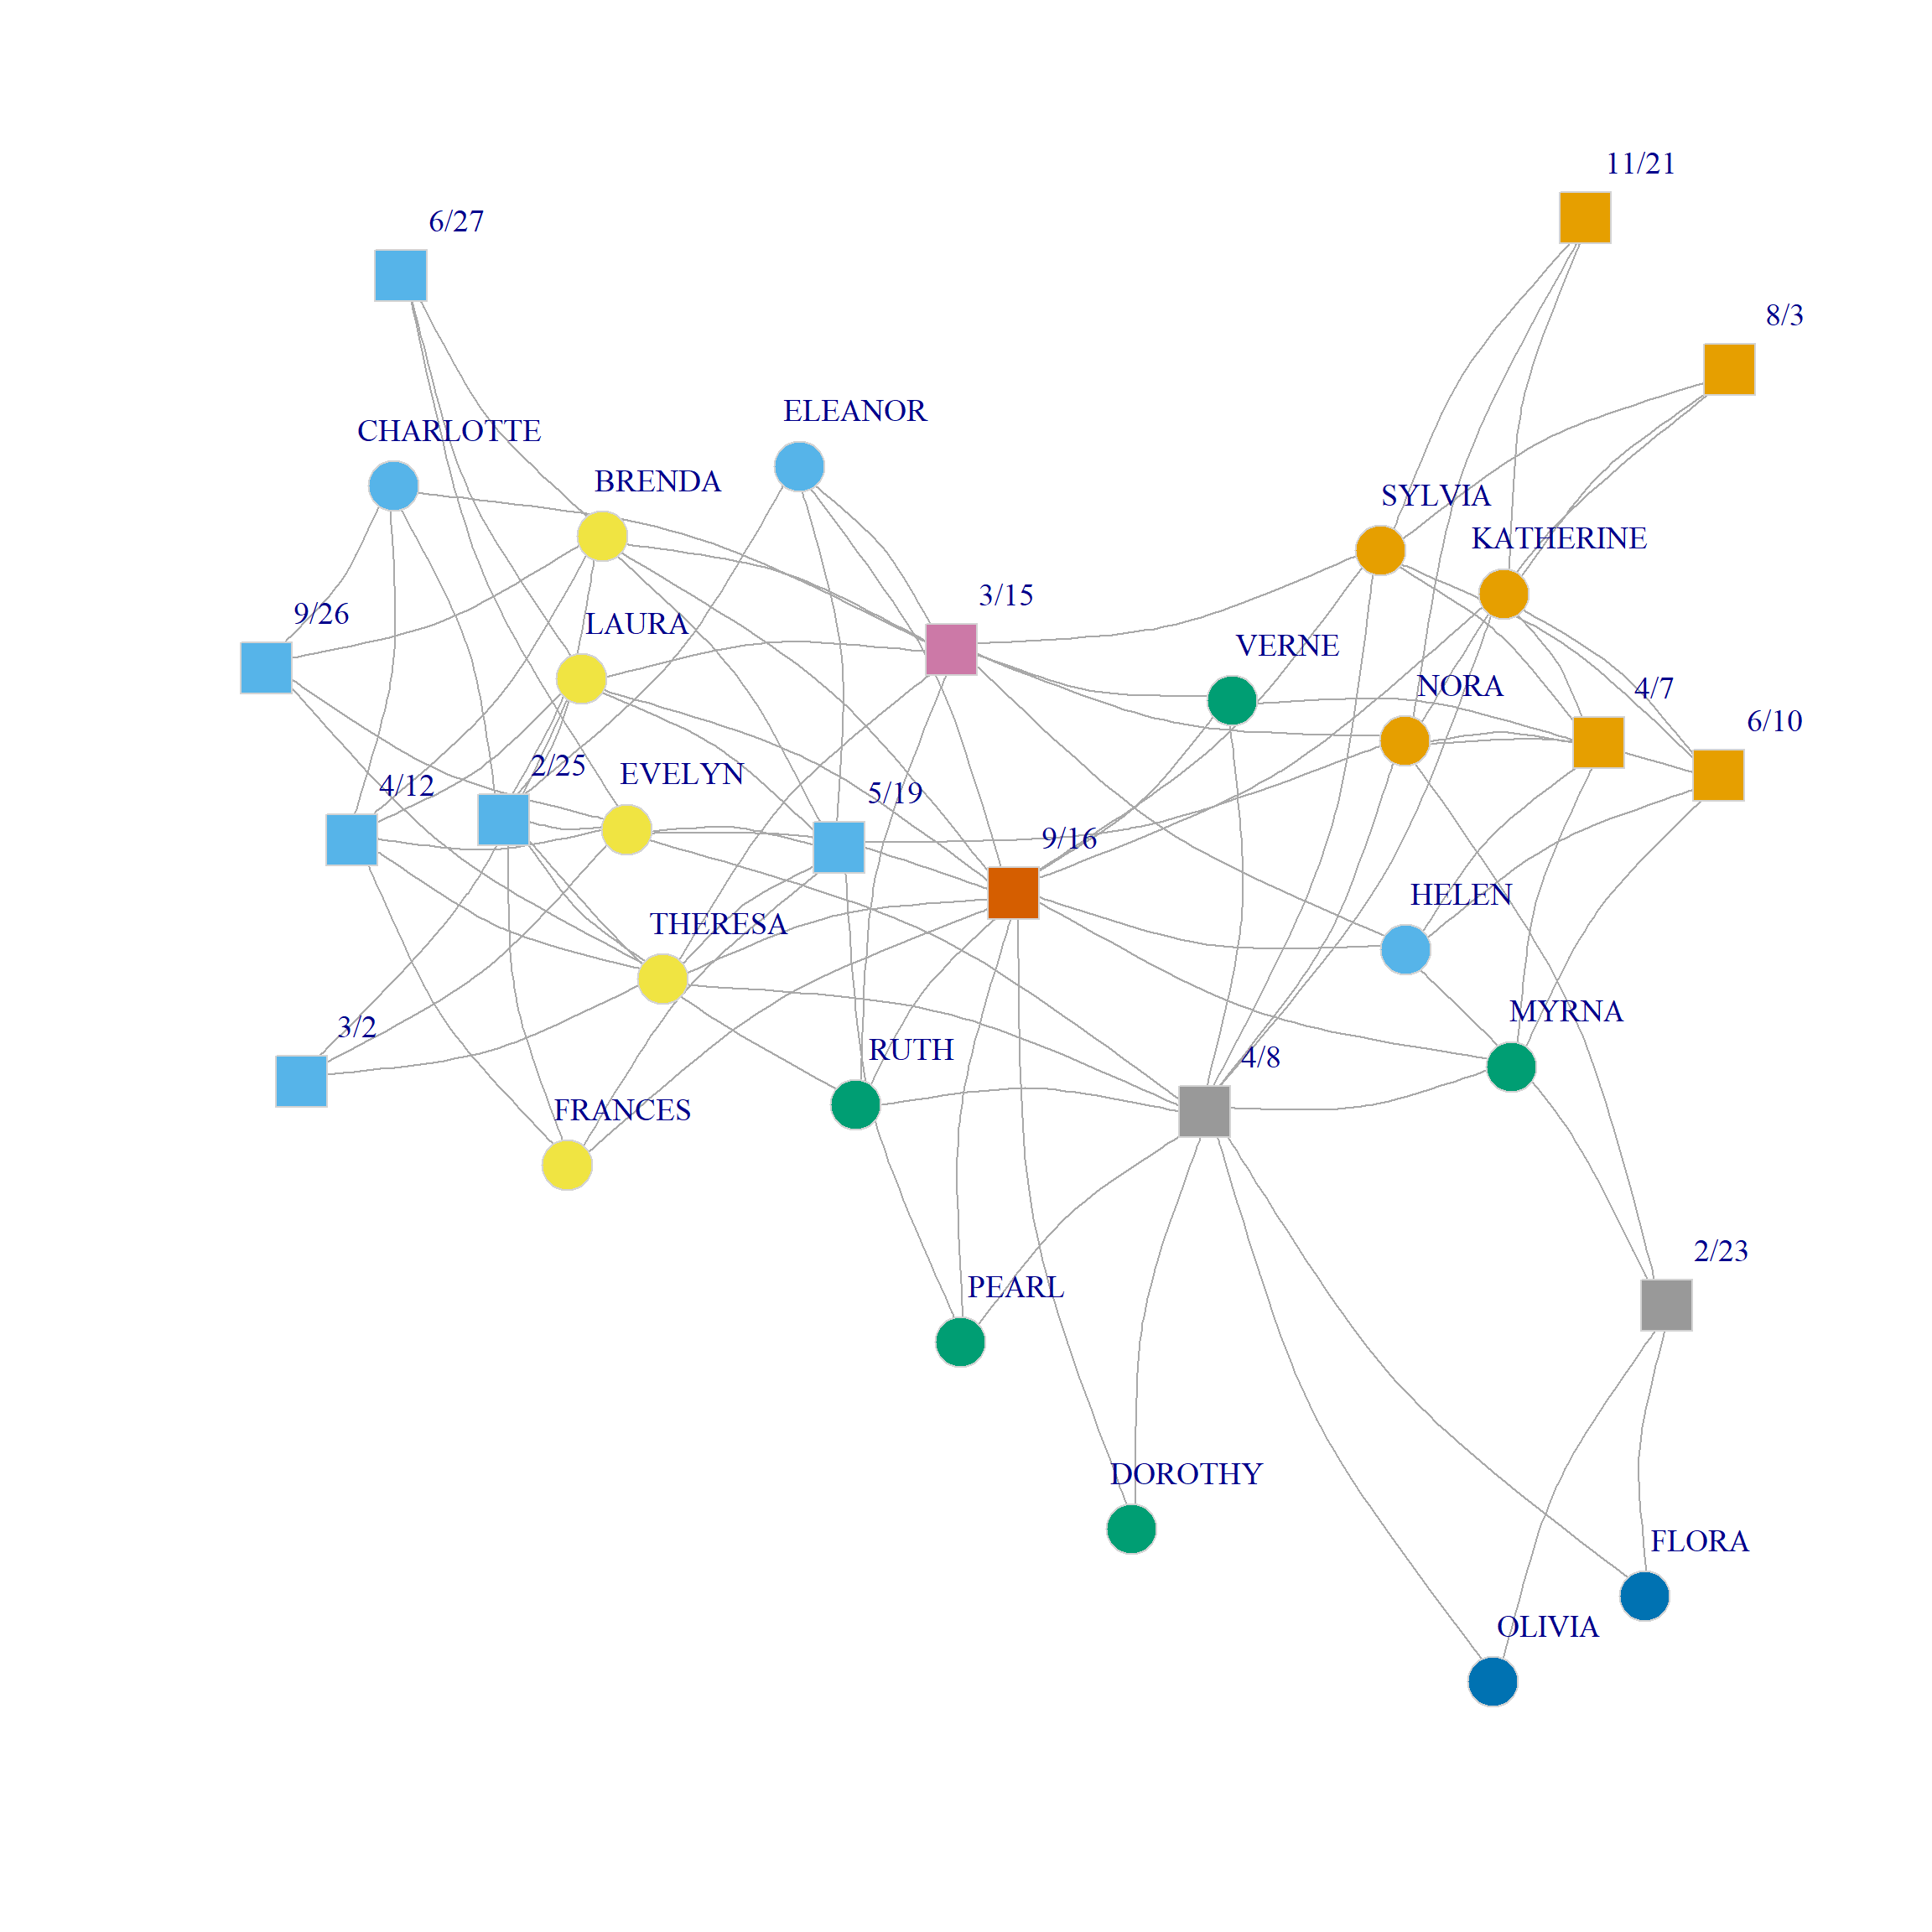 11/21
6/27
8/3
ELEANOR
CHARLOTTE
BRENDA
SYLVIA
KATHERINE
3/15
9/26
LAURA
VERNE
NORA
4/7
6/10
2/25
EVELYN
4/12
5/19
9/16
HELEN
THERESA
MYRNA
3/2
RUTH
4/8
FRANCES
2/23
PEARL
DOROTHY
FLORA
OLIVIA